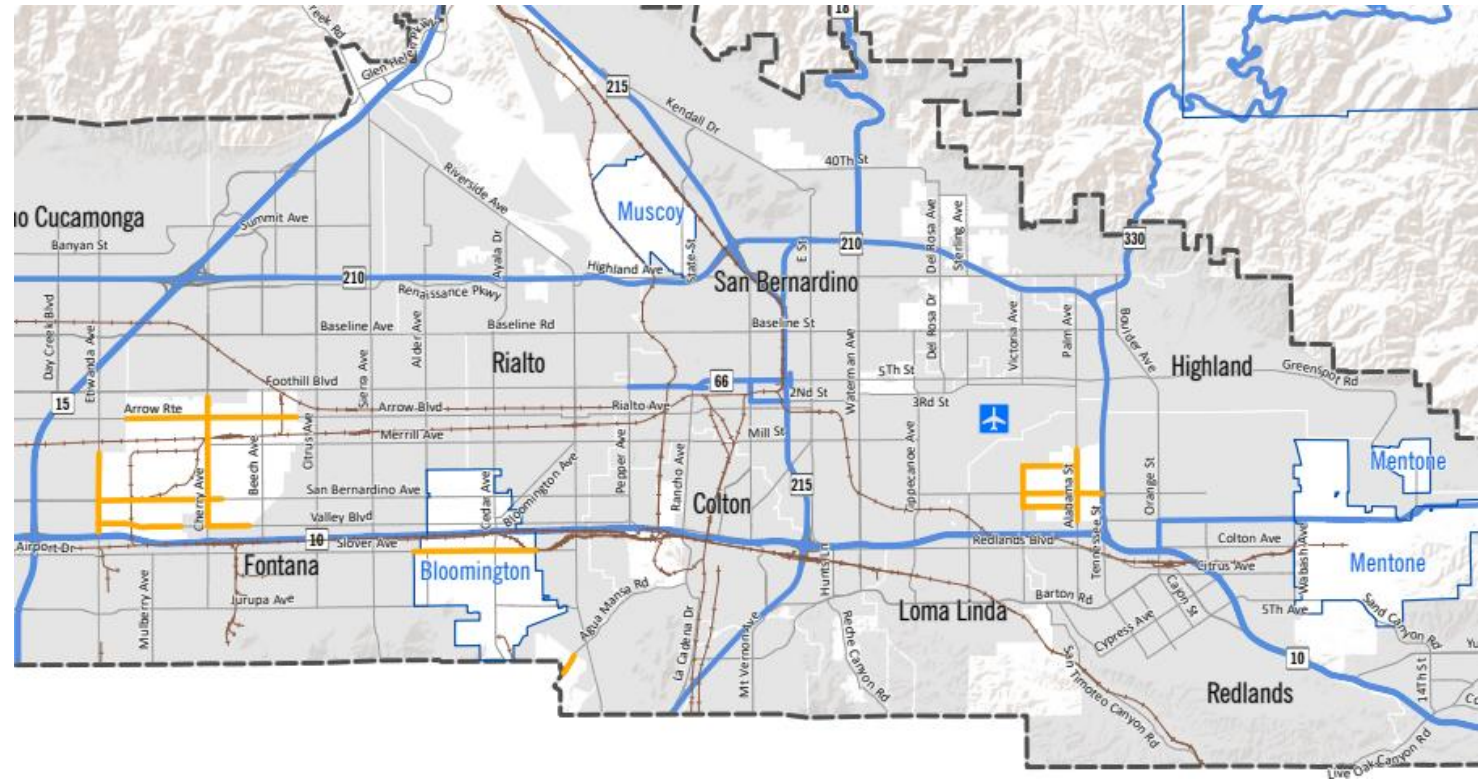 18
Creek Rd
Glen Helen Pkwy
215
Kendall Dr
40Th St
Riverside Ave
Muscoy
no Cucamonga
Summit Ave
Banyan St
Del Rosa Ave
Sterling Ave
330
State St
E St
210
Ayala Dr
Highland Ave
210
Renaissance Pkwy
San Bernardino
Day Creek Blvd
Etiwanda Ave
Baseline Ave
Alder Ave
Baseline Rd
Baseline St
Del Rosa Dr
Victoria Ave
Palm Ave
Boulder Ave
Rialto
Highland
Sierra Ave
Waterman Ave
5Th St
Greenspot Rd
Foothill Blvd
66
2Nd St
15
Arrow Rte
Arrow Blvd
Rialto Ave
3Rd St
Citrus Ave
Merrill Ave
Mill St
Beech Ave
Pepper Ave
Rancho Ave
Tippecanoe Ave
Mentone
Cherry Ave
San Bernardino Ave
Cedar Ave
Bloomington Ave
215
Alabama St
Orange St
Colton
Valley Blvd
10
Airport Dr
Slover Ave
Redlands Blvd
Tennessee St
Colton Ave
Wabash Ave
Fontana
Bloomington
Hunts Ln
Citrus Ave
Mentone
Mulberry Ave
Jurupa Ave
Agua Mansa Rd
Barton Rd
Cajon St
5Th Ave
Loma Linda
Cypress Ave
Sand Canyon Rd
La Cadena Dr
Mt Vernon Ave
Reche Canyon Rd
San Timoteo Canyon Rd
10
14Th St
Redlands
Live Oak Canyon Rd